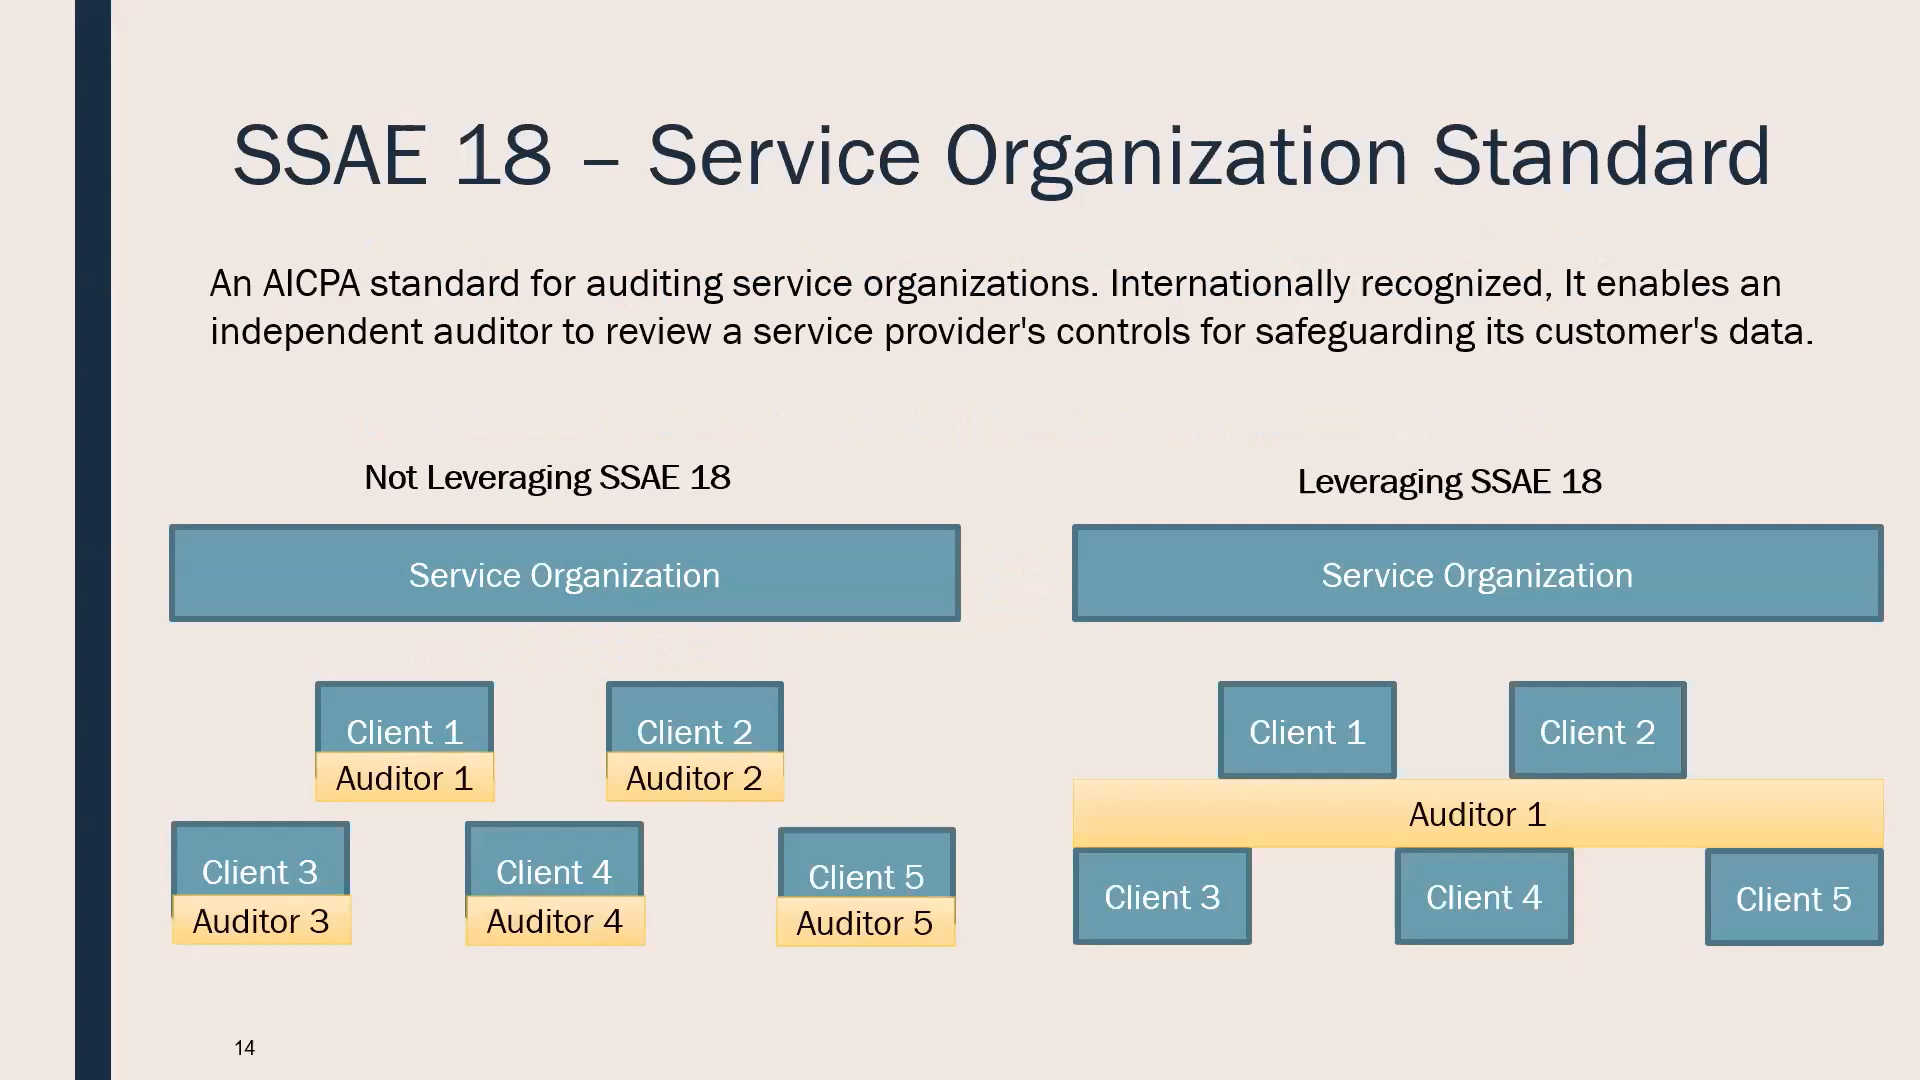 SSAE 18 – Service Organization Standard
An AICPA standard for auditing service organizations. Internationally recognized, It enables an
independent auditor to review a service provider's controls for safeguarding its customer's data.
Not Leveraging SSAE 18
Service Organization
Client 1
Auditor 1
Client 2
Auditor 2
Client 3
Auditor 3
Client 4
Auditor 4
Client 5
Auditor 5
Leveraging SSAE 18
Service Organization
Client 1
Client 2
Auditor 1
Client 3
Client 4
Client 5
14